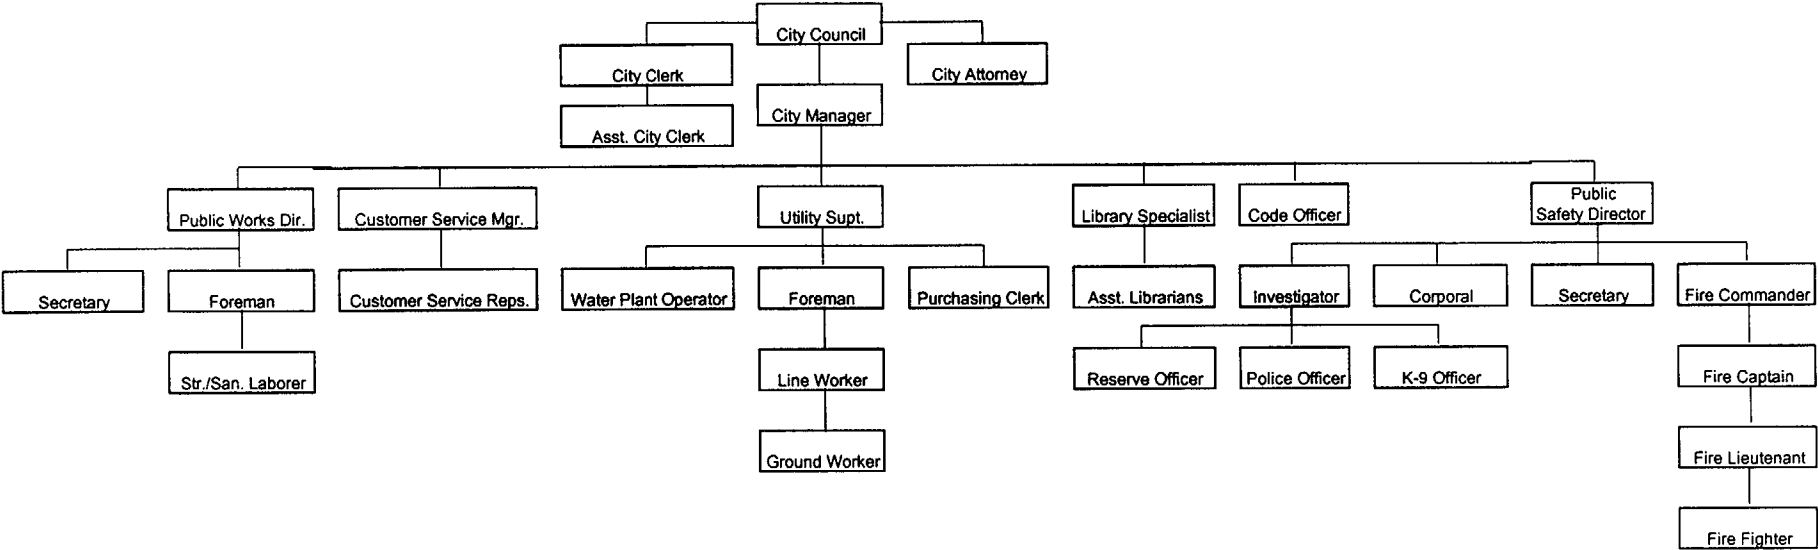 City Council
City Clerk
City Attorney
City Manager
Asst. City Clerk
Public Works Dir.
Customer Service Mgr.
Utility Supt.
Library Specialist
Code Officer
Public
Safety Director
Secretary
Foreman
Customer Service Reps.
Water Plant Operator
Foreman
Purchasing Clerk
Asst. Librarians
Investigator
Corporal
Secretary
Fire Commander
Str./San. Laborer
Line Worker
Reserve Officer
Police Officer
K-9 Officer
Fire Captain
Ground Worker
Fire Lieutenant
Fire Fighter